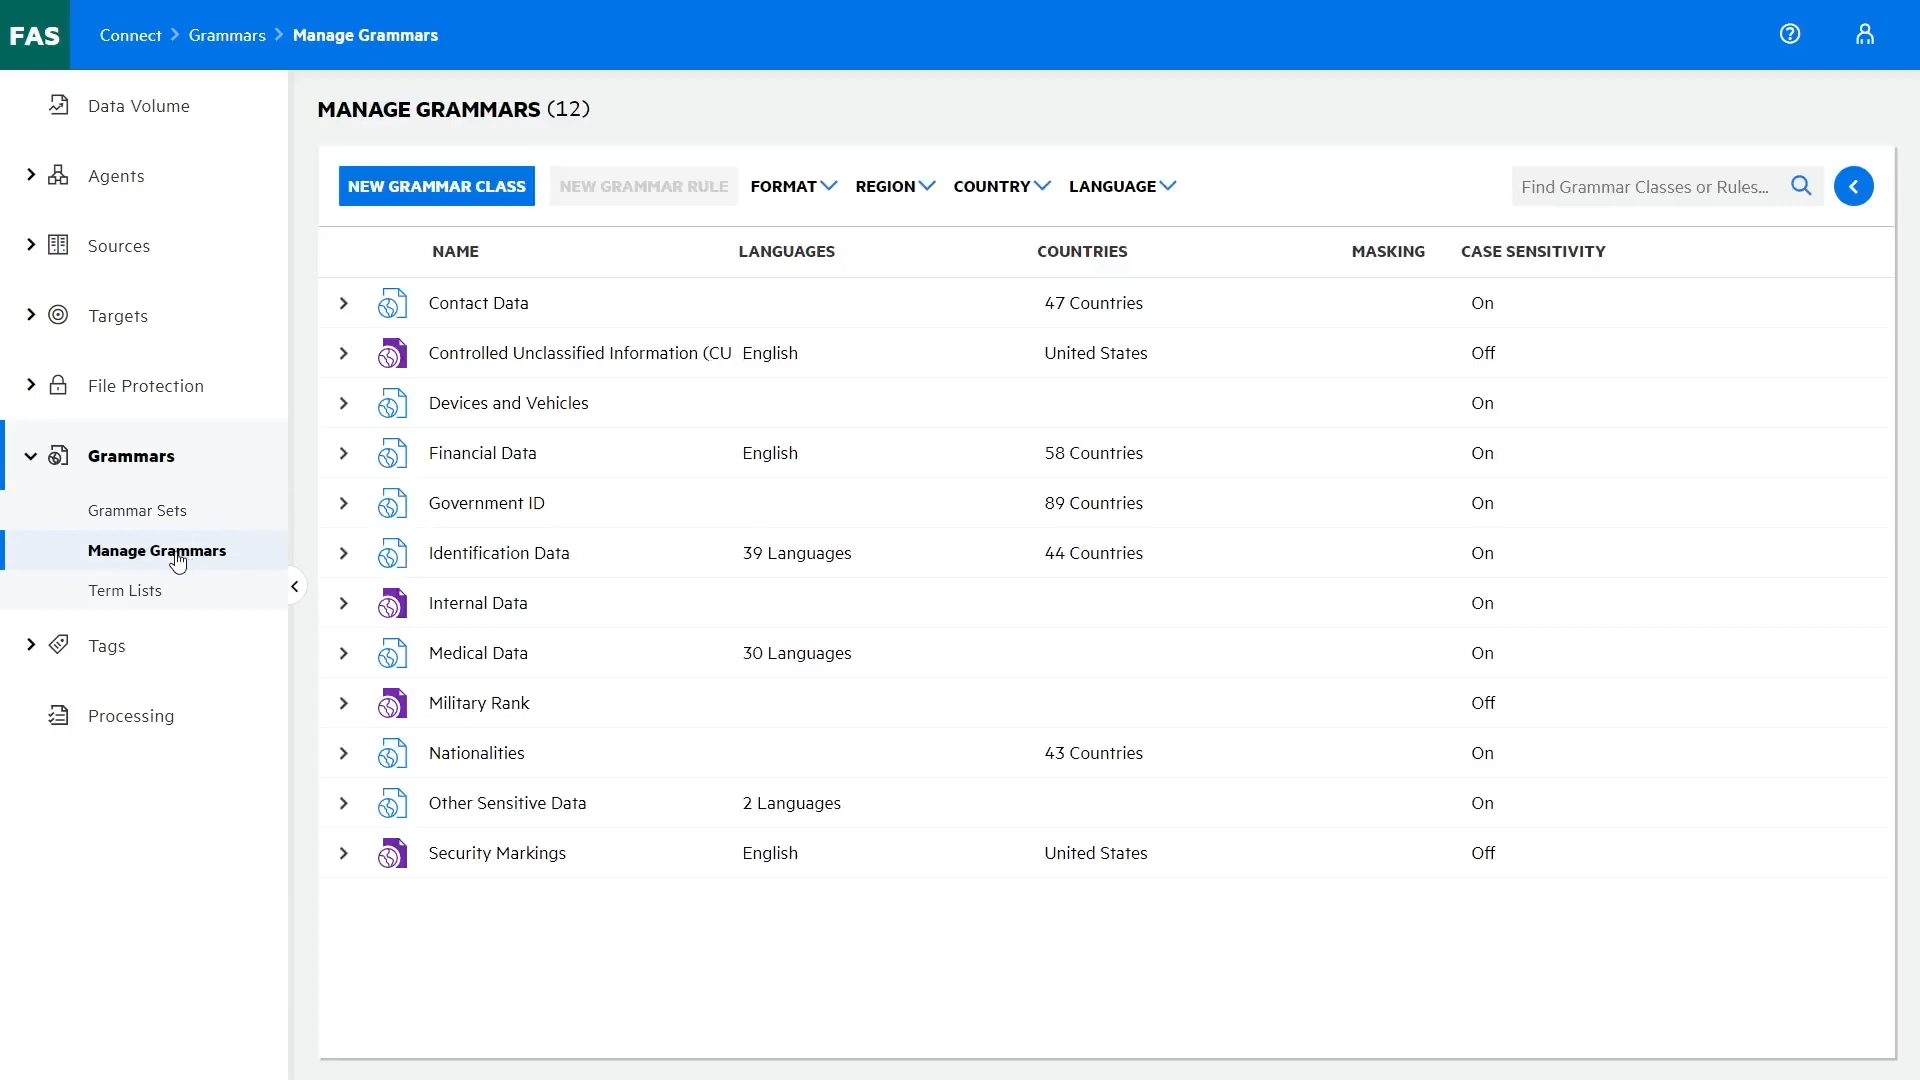 FAS
Connect Grammars Manage Grammars
Data Volume
Agents
Sources
Targets
File Protection
Grammars
Grammar Sets
Manage Grammars
Term Lists
Tags
Processing
MANAGE GRAMMARS (12)
NEW GRAMMAR CLASS NEW GRAMMAR RULE FORMAT REGION COUNTRY LANGUAGE Find Grammar Classes or Rules...
NAME LANGUAGES COUNTRIES MASKING CASE SENSITIVITY
Contact Data 47 Countries On
Controlled Unclassified Information (CU English United States Off
Devices and Vehicles On
Financial Data English 58 Countries On
Government ID 89 Countries On
Identification Data 39 Languages 44 Countries On
Internal Data On
Medical Data 30 Languages On
Military Rank Off
Nationalities 43 Countries On
Other Sensitive Data 2 Languages On
Security Markings English United States Off